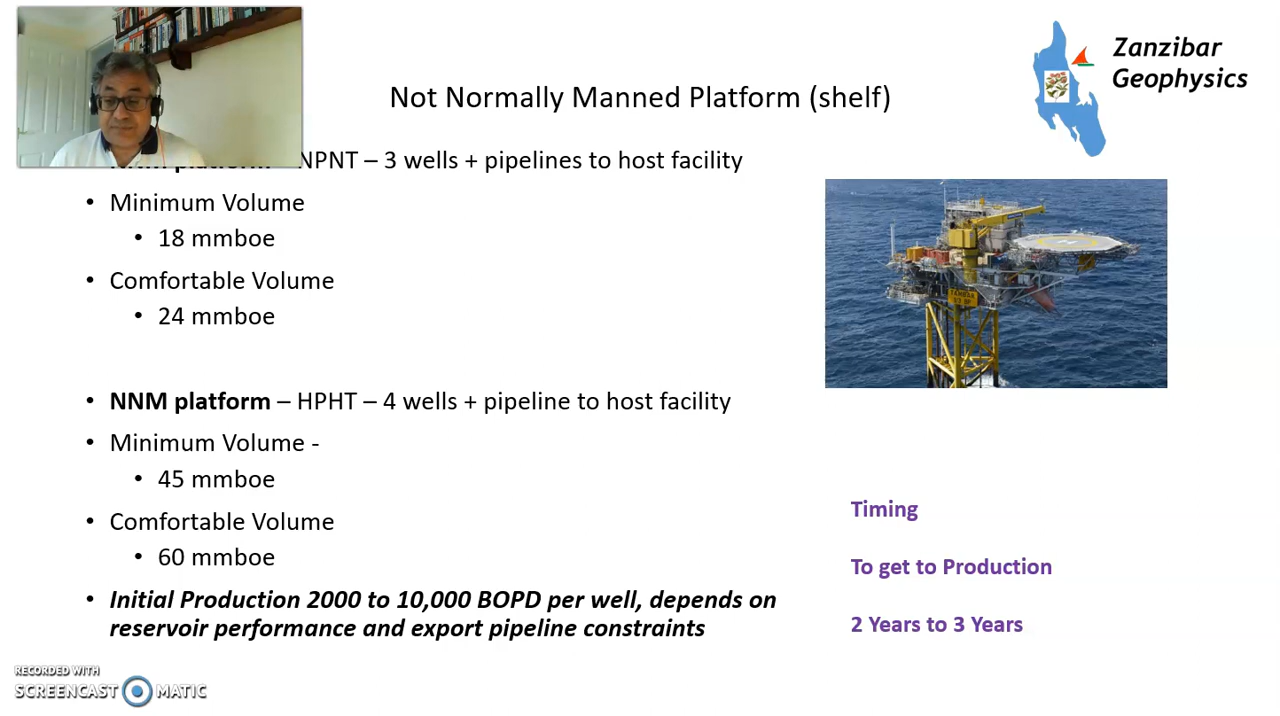 Zanzibar
Geophysics
Not Normally Manned Platform (shelf)
NPNT – 3 wells + pipelines to host facility
• Minimum Volume
• 18 mmboe
• Comfortable Volume
• 24 mmboe
• NNM platform – HPHT – 4 wells + pipeline to host facility
• Minimum Volume -
• 45 mmboe
• Comfortable Volume
• 60 mmboe
• Initial Production 2000 to 10,000 BOPD per well, depends on
reservoir performance and export pipeline constraints
Timing
To get to Production
2 Years to 3 Years
RECORDED WITH
SCREENCAST MATIC